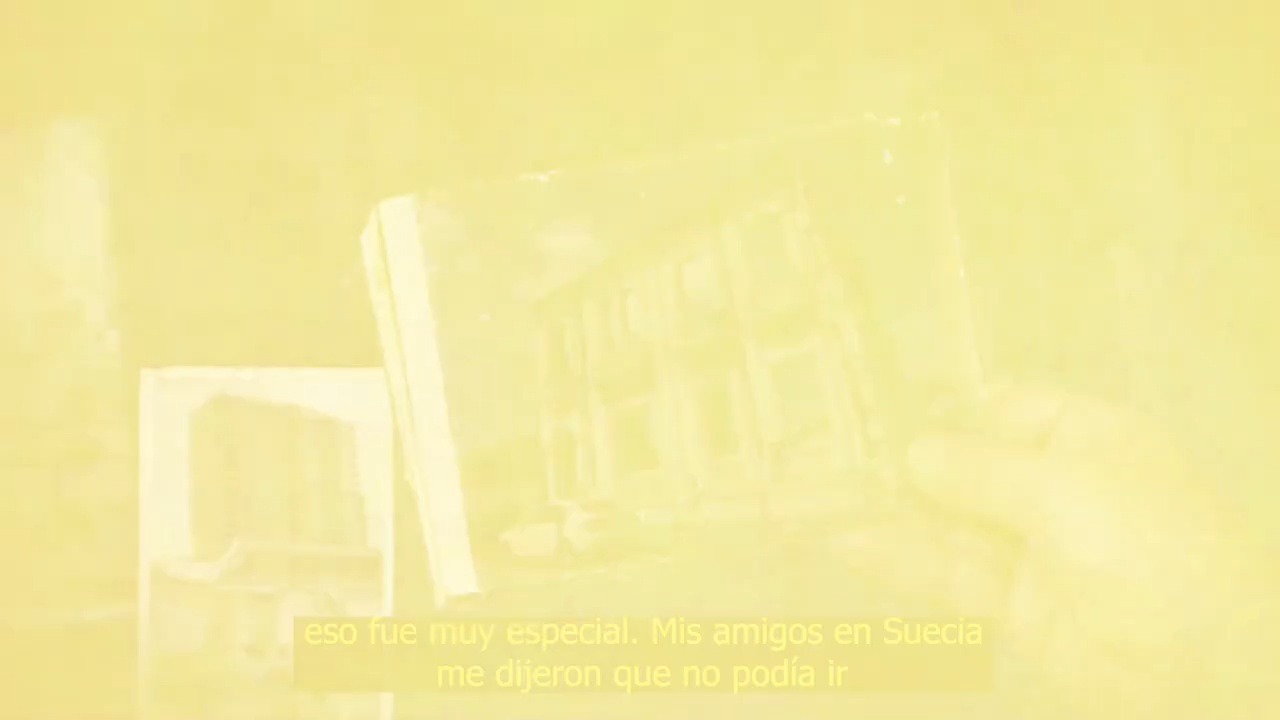 eso fue muy especial. Mis amigos en Suecia
me dijeron que no podía ir